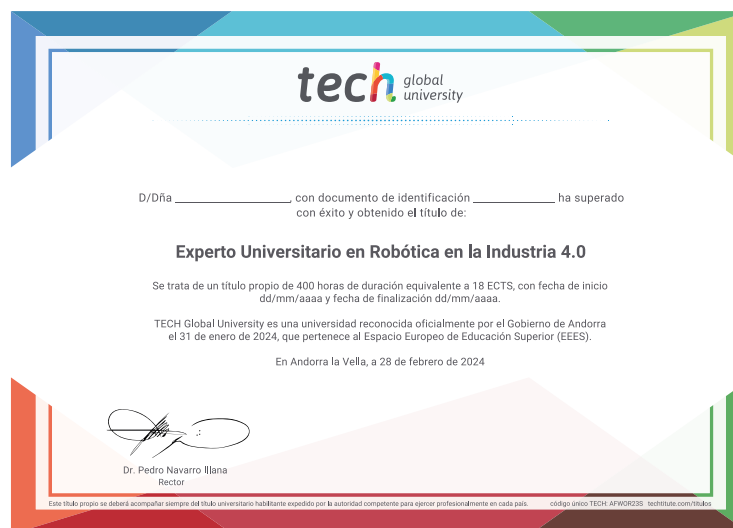 tech global university
D/Dña ____________________, con documento de identificación ______________ ha superado
con éxito y obtenido el título de:
Experto Universitario en Robótica en la Industria 4.0
Se trata de un título propio de 400 horas de duración equivalente a 18 ECTS, con fecha de inicio
dd/mm/aaaa y fecha de finalización dd/mm/aaaa.
TECH Global University es una universidad reconocida oficialmente por el Gobierno de Andorra
el 31 de enero de 2024, que pertenece al Espacio Europeo de Educación Superior (EEES).
En Andorra la Vella, a 28 de febrero de 2024
Dr. Pedro Navarro Illana
Rector
Este título propio se deberá acompañar siempre del título universitario habilitante expedido por la autoridad competente para ejercer profesionalmente en cada país. código único TECH: AFWOR23S techtitute.com/titulos